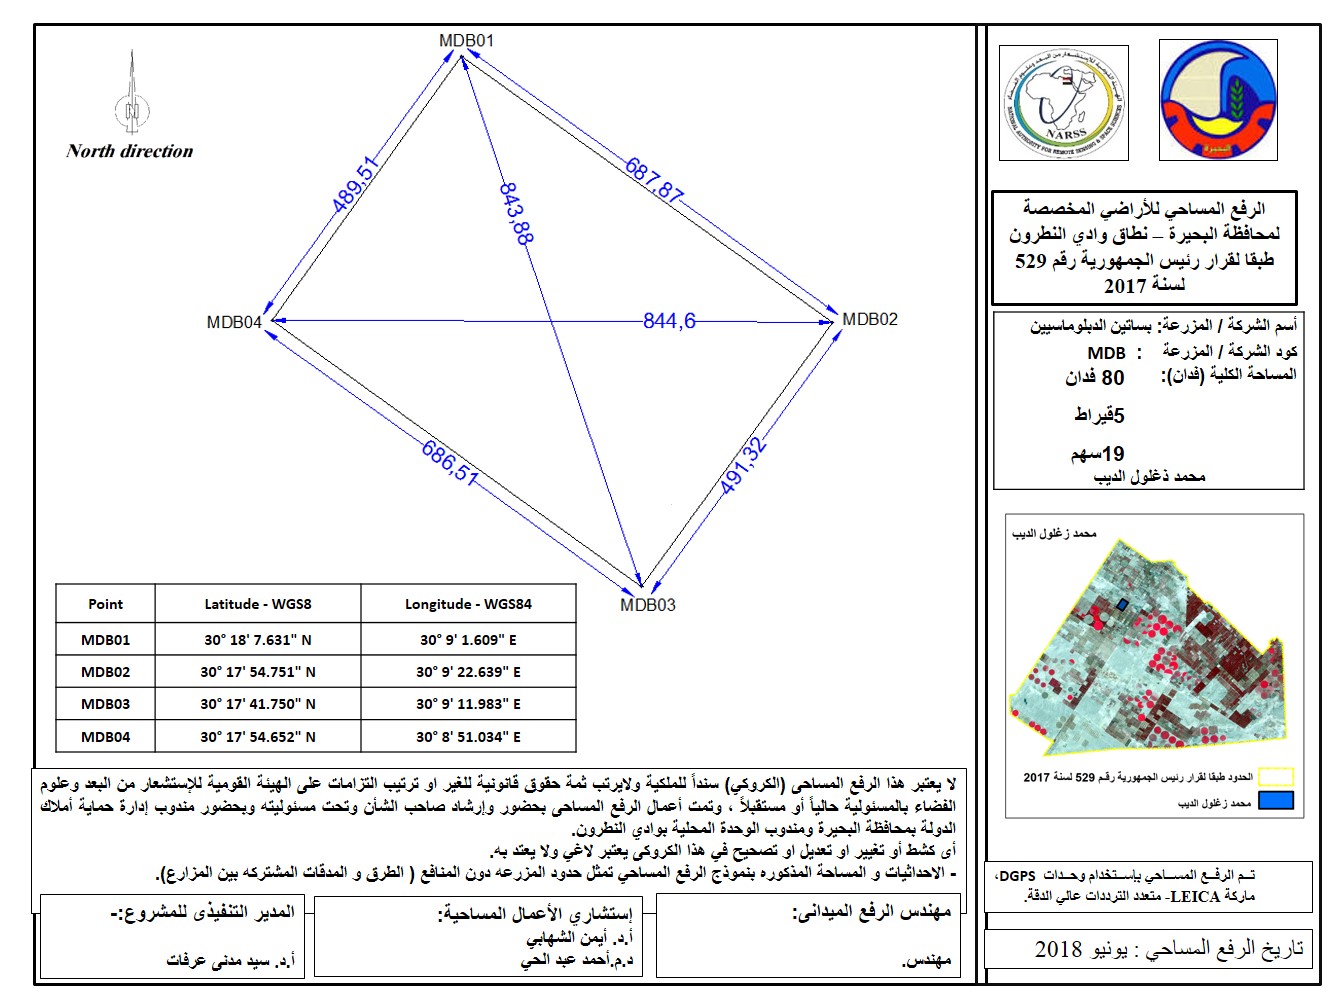 MDB01
North direction
489,51
687,87
843,88
MDB04
844,6
MDB02
686,51
491,32
MDB03
Point Latitude - WGS8 Longitude - WGS84
MDB01 30° 18' 7.631" N 30° 9' 1.609" E
MDB02 30° 17' 54.751" N 30° 9' 22.639" E
MDB03 30° 17' 41.750" N 30° 9' 11.983" E
MDB04 30° 17' 54.652" N 30° 8' 51.034" E
NARSS
NATIONAL AUTHORITY FOR REMOTE SENSING & SPACE SCIENCES
البحيرة
الرفع المساحي للأراضي المخصصة
لمحافظة البحيرة – نطاق وادي النطرون
طبقا لقرار رئيس الجمهورية رقم 529
لسنة 2017
أسم الشركة / المزرعة: بساتين الدبلوماسيين
كود الشركة / المزرعة : MDB
المساحة الكلية (فدان): 80 فدان
5قيراط
19سهم
محمد ذغلول الديب
محمد زغلول الديب
الحدود طبقا لقرار رئيس الجمهورية رقم 529 لسنة 2017
محمد زغلول الديب
تـم الرفـع المســاحي بإســتخدام وحـدات DGPS،
ماركة LEICA- متعدد الترددات عالي الدقة.
تاريخ الرفع المساحي : يونيو 2018
لا يعتبر هذا الرفع المساحى (الكروكي) سنداً للملكية ولايرتب ثمة حقوق قانونية للغير او ترتيب التزامات على الهيئة القومية للإستشعار من البعد وعلوم
الفضاء بالمسئولية حالياً أو مستقبلاً ، وتمت أعمال الرفع المساحى بحضور وإرشاد صاحب الشأن وتحت مسئوليته وبحضور مندوب إدارة حماية أملاك
الدولة بمحافظة البحيرة ومندوب الوحدة المحلية بوادي النطرون.
أى كشط أو تغيير او تعديل او تصحيح في هذا الكروكى يعتبر لاغي ولا يعتد به.
- الاحداثيات و المساحة المذكوره بنموذج الرفع المساحي تمثل حدود المزرعه دون المنافع ( الطرق و المدقات المشتركه بين المزارع).
مهندس الرفع الميدانى:
مهندس.
إستشاري الأعمال المساحية:
أ.د. أيمن الشهابي
د.م.أحمد عبد الحي
المدير التنفيذى للمشروع:-
أ.د. سيد مدنى عرفات